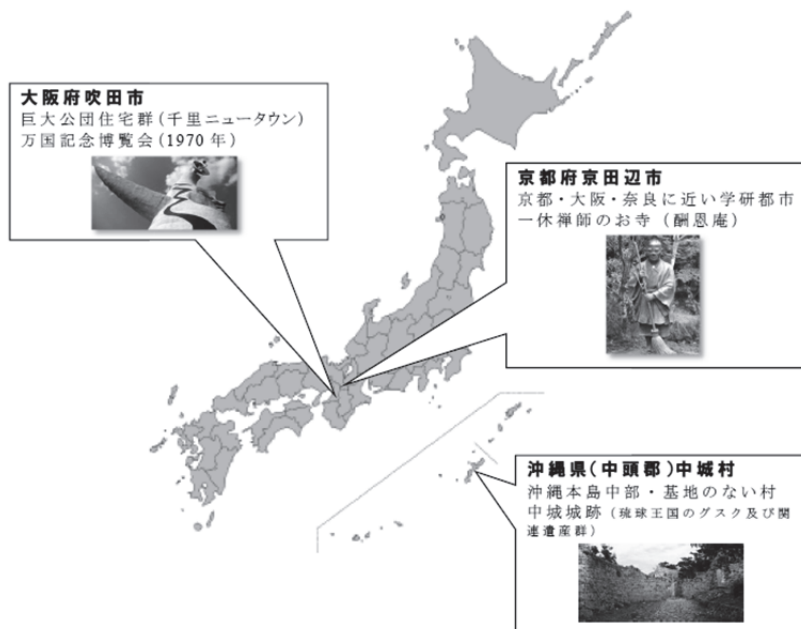 大阪府吹田市
巨大公団住宅群(千里ニュータウン)
万国記念博覧会(1970年)
京都府京田辺市
京都・大阪・奈良に近い学研都市
一休禅師のお寺(酬恩庵)
沖縄県(中頭郡)中城村
沖縄本島中部・基地のない村
中城城跡(琉球王国のグスク及び関
連遺産群)